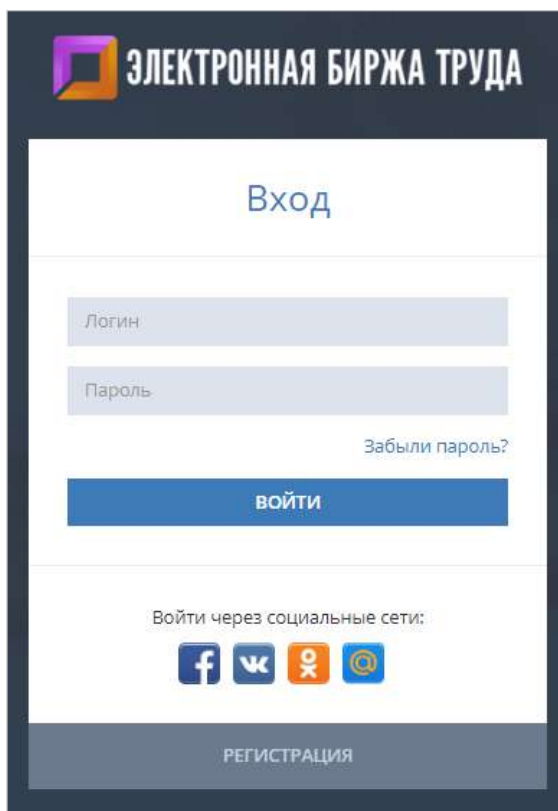 ЭЛЕКТРОННАЯ БИРЖА ТРУДА
Вход
Логин
Пароль
Забыли пароль?
ВОЙТИ
Войти через социальные сети:
РЕГИСТРАЦИЯ